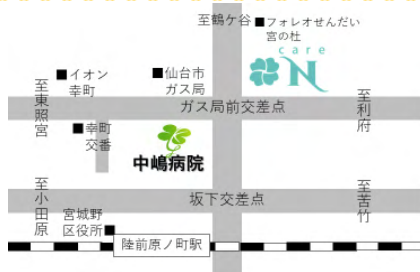 至鶴ケ谷
フォレオせんだい
宮の杜
care
N
イオン
幸町
仙台市
ガス局
至東照宮
ガス局前交差点
至利府
幸町
交番
中嶋病院
至小田原
坂下交差点
至苦竹
宮城野
区役所
陸前原ノ町駅